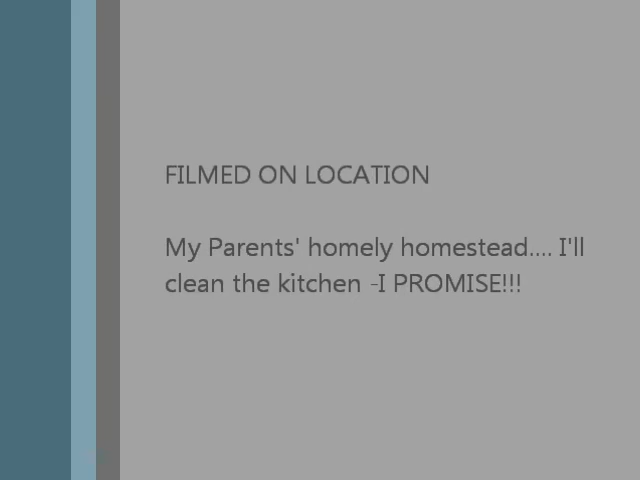 FILMED ON LOCATION
My Parents' homely homestead.... I'll
clean the kitchen -I PROMISE!!!